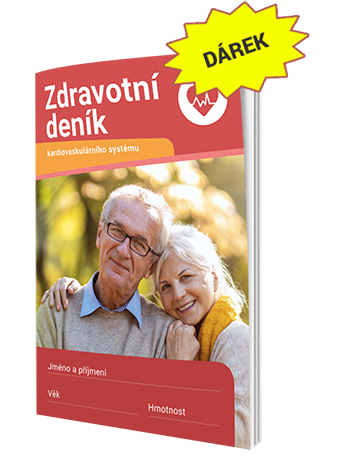 DÁREK
Zdravotní
deník
kardiovaskulárního systému
Jméno a příjmení
Věk
Hmotnost